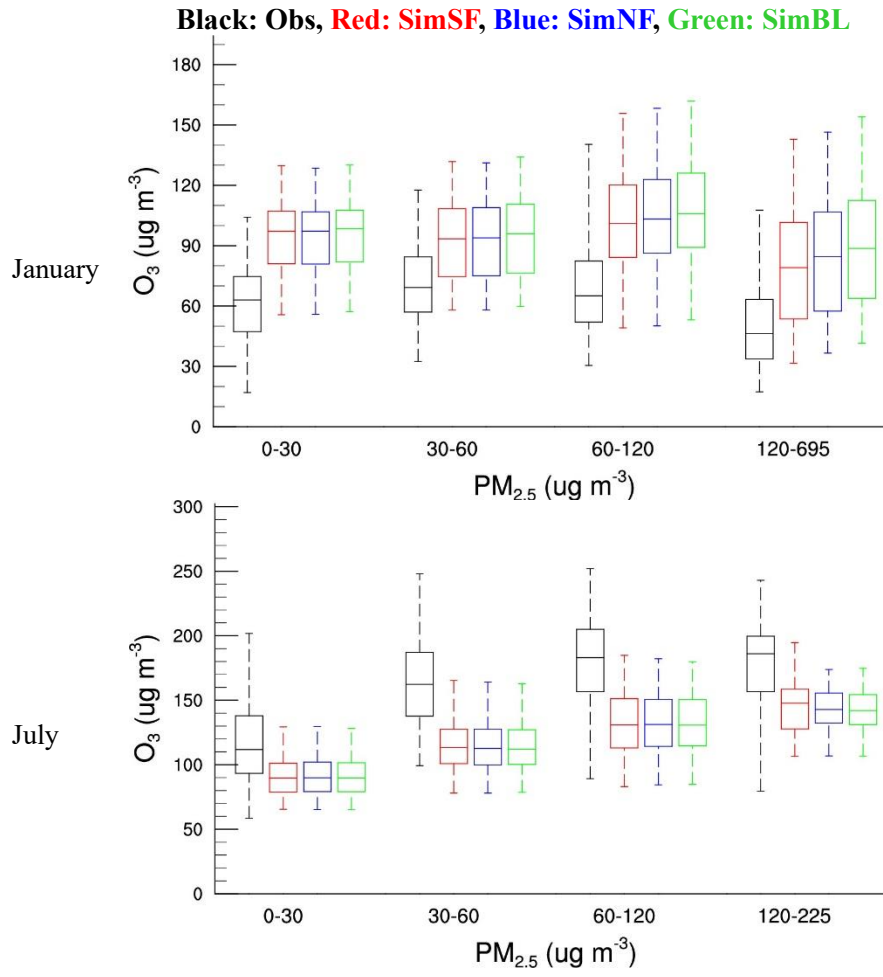 Black: Obs, Red: SimSF, Blue: SimNF, Green: SimBL
180
150
120
90
60
30
0
O₃ (ug m⁻³)
January
0-30 30-60 60-120 120-695
PM₂.₅ (ug m⁻³)
300
250
200
150
100
50
0
O₃ (ug m⁻³)
July
0-30 30-60 60-120 120-225
PM₂.₅ (ug m⁻³)